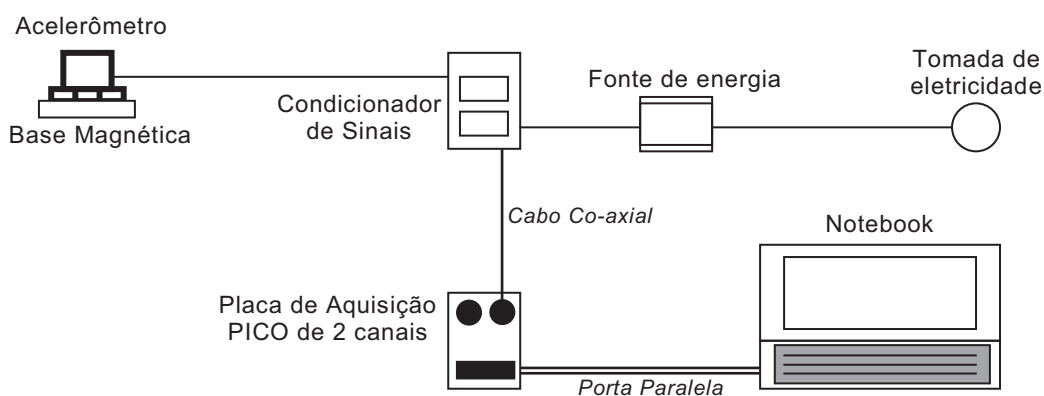 Acelerômetro
Base Magnética
Condicionador
de Sinais
Fonte de energia
Tomada de
eletricidade
Cabo Co-axial
Notebook
Placa de Aquisição
PICO de 2 canais
Porta Paralela